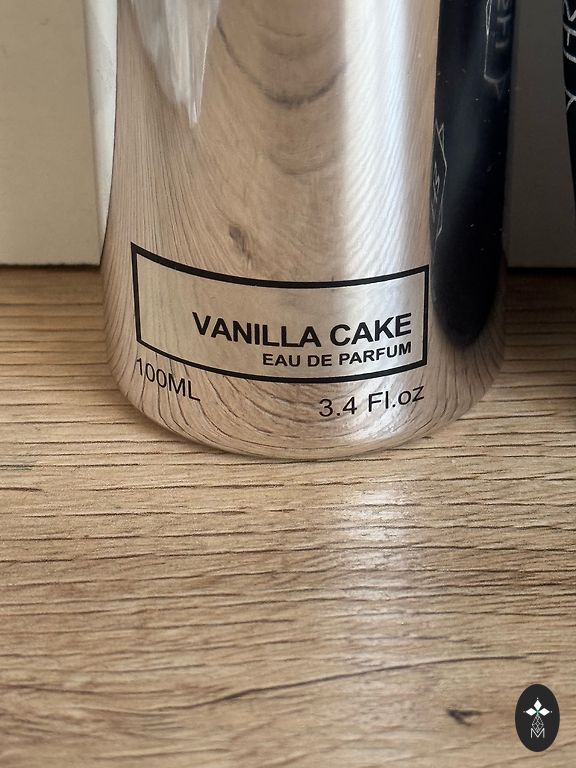 VANILLA CAKE
EAU DE PARFUM
100ML
3.4 Fl.oz
M